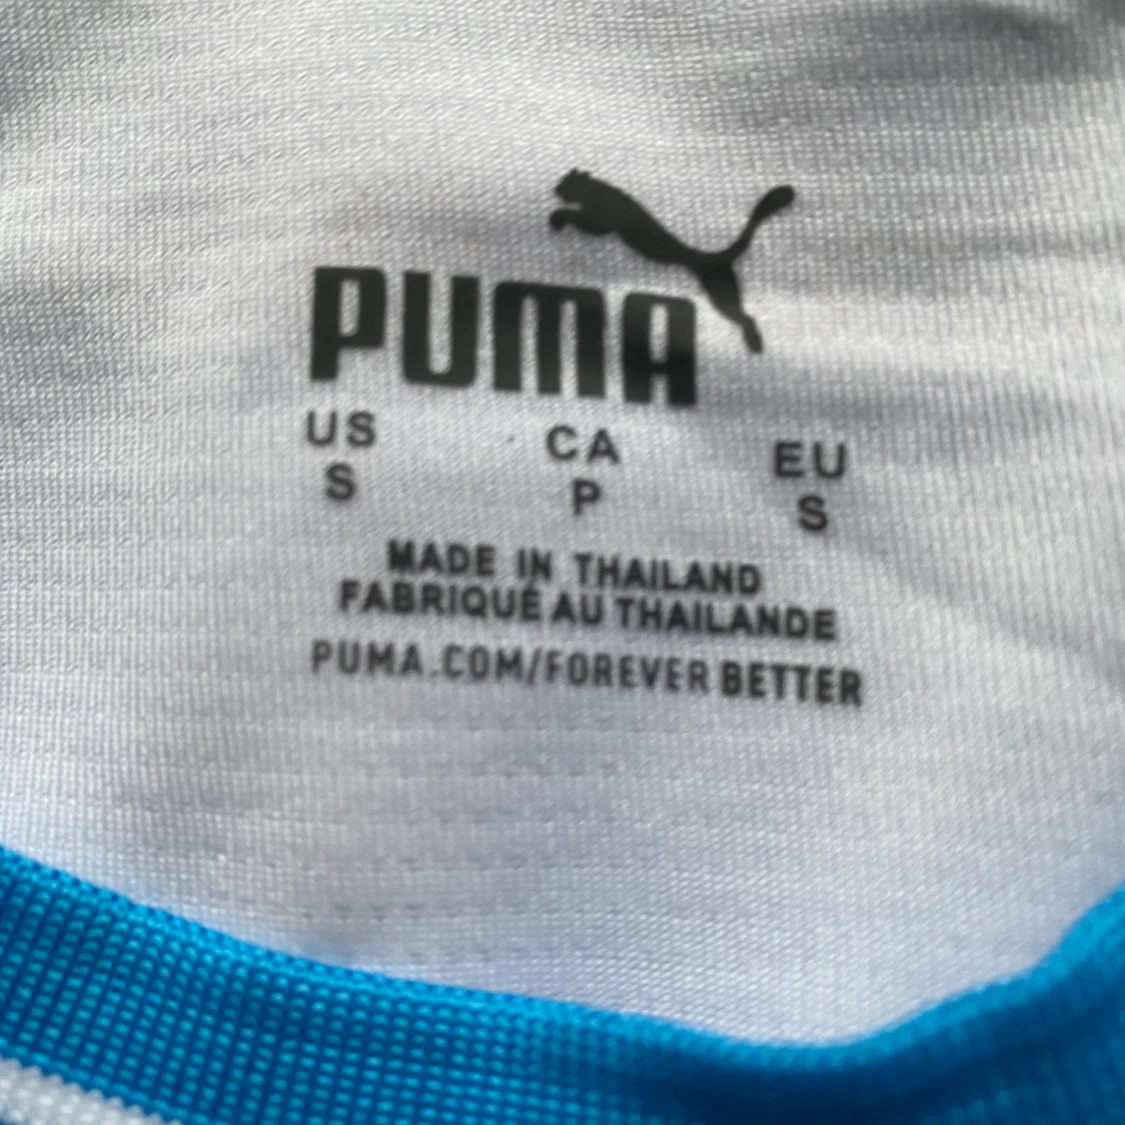 PUMA
US CA EU
S P S
MADE IN THAILAND
FABRIQUÉ AU THAILANDE
PUMA.COM/FOREVER BETTER